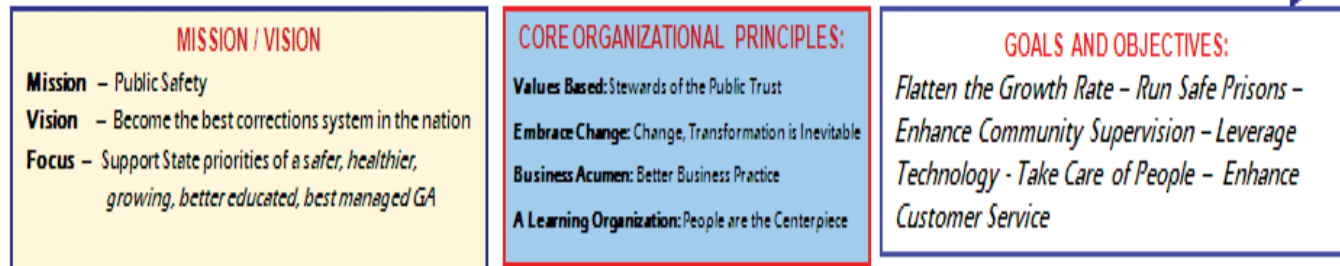 MISSION / VISION
Mission – Public Safety
Vision – Become the best corrections system in the nation
Focus – Support State priorities of a safer, healthier,
growing, better educated, best managed GA
CORE ORGANIZATIONAL PRINCIPLES:
Values Based: Stewards of the Public Trust
Embrace Change: Change, Transformation is Inevitable
Business Acumen: Better Business Practice
A Learning Organization: People are the Centerpiece
GOALS AND OBJECTIVES:
Flatten the Growth Rate – Run Safe Prisons –
Enhance Community Supervision – Leverage
Technology - Take Care of People – Enhance
Customer Service